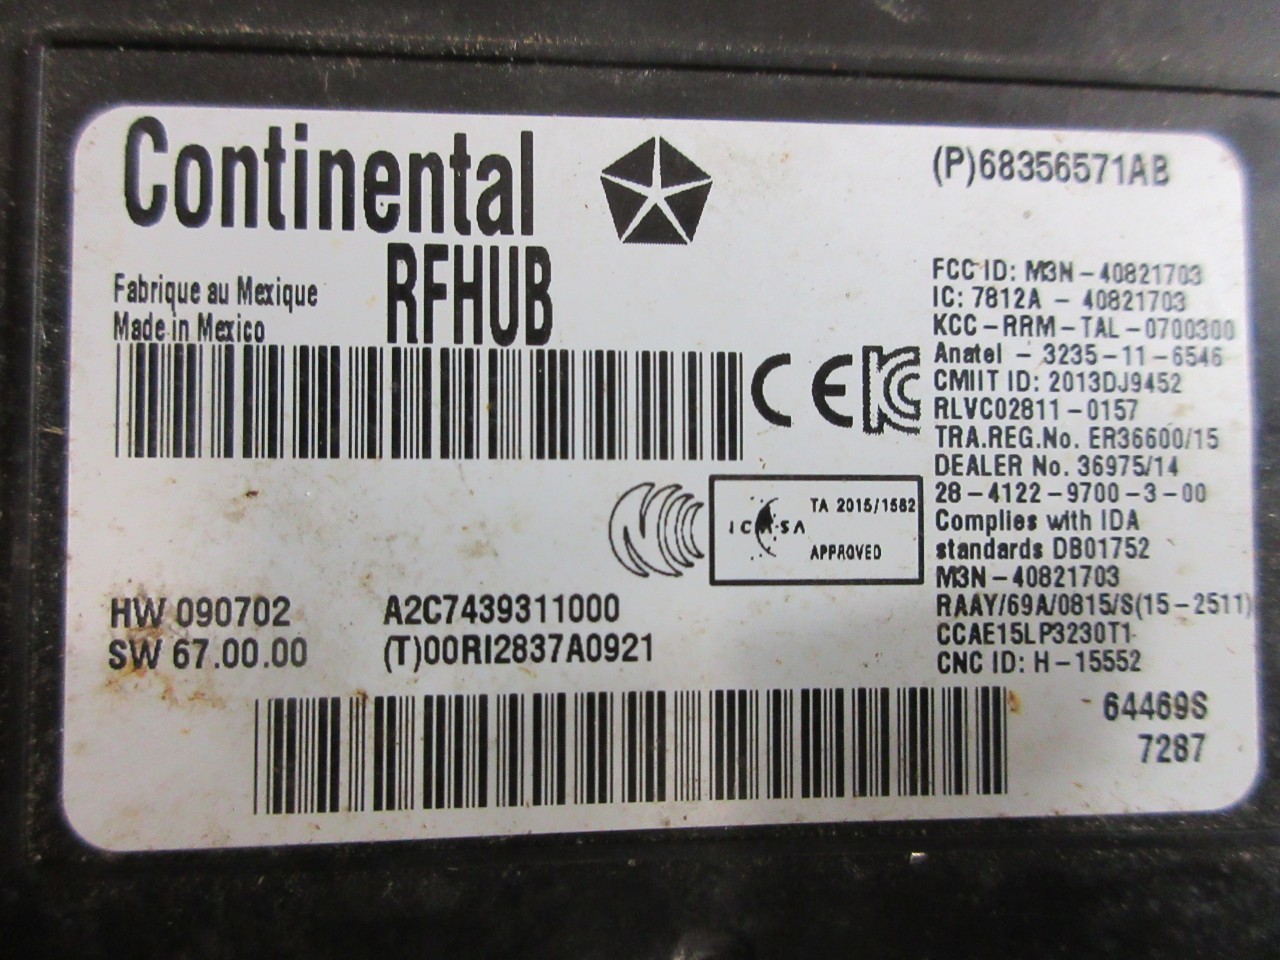 Continental
(P)68356571AB
RFHUB
Fabrique au Mexique
Made in Mexico
CE
KC
FCC ID: M3N-40821703
IC: 7812A - 40821703
KCC-RRM-TAL-0700300
Anatel - 3235-11-6546
CMIIT ID: 2013DJ9452
RLVC02811-0157
TRA.REG.No. ER36600/15
DEALER No. 36975/14
28-4122-9700-3-00
Complies with IDA
standards DB01752
M3N-40821703
RAAY/69A/0815/S(15-2511)
CCAE15LP3230T1
CNC ID: H-15552
ICASA
TA 2015/1582
APPROVED
HW 090702
A2C7439311000
SW 67.00.00
(T)00RI2837A0921
64469S
7287